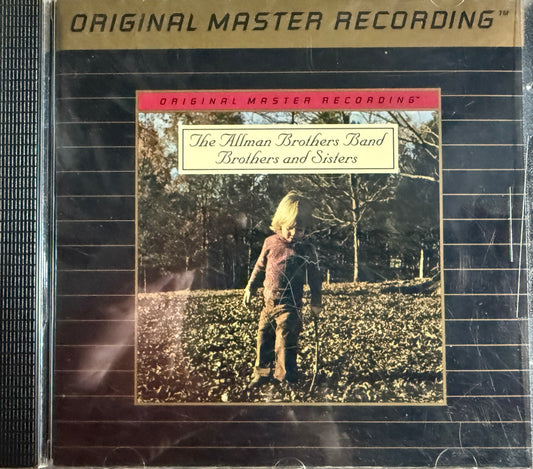 ORIGINAL MASTER RECORDING™
ORIGINAL MASTER RECORDING™
The Allman Brothers Band
Brothers and Sisters